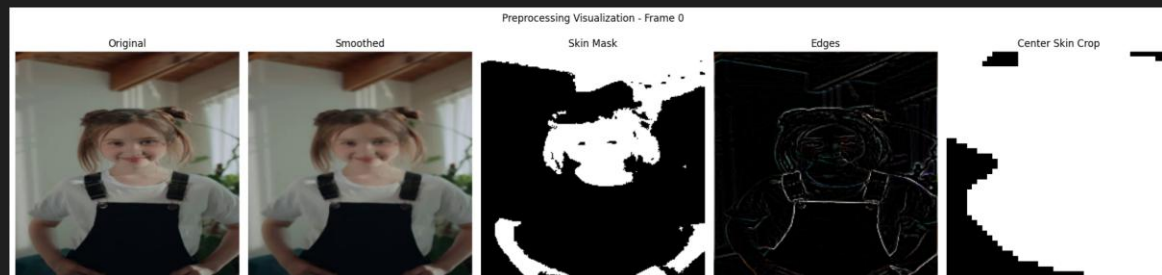 Preprocessing Visualization - Frame 0
Original
Smoothed
Skin Mask
Edges
Center Skin Crop